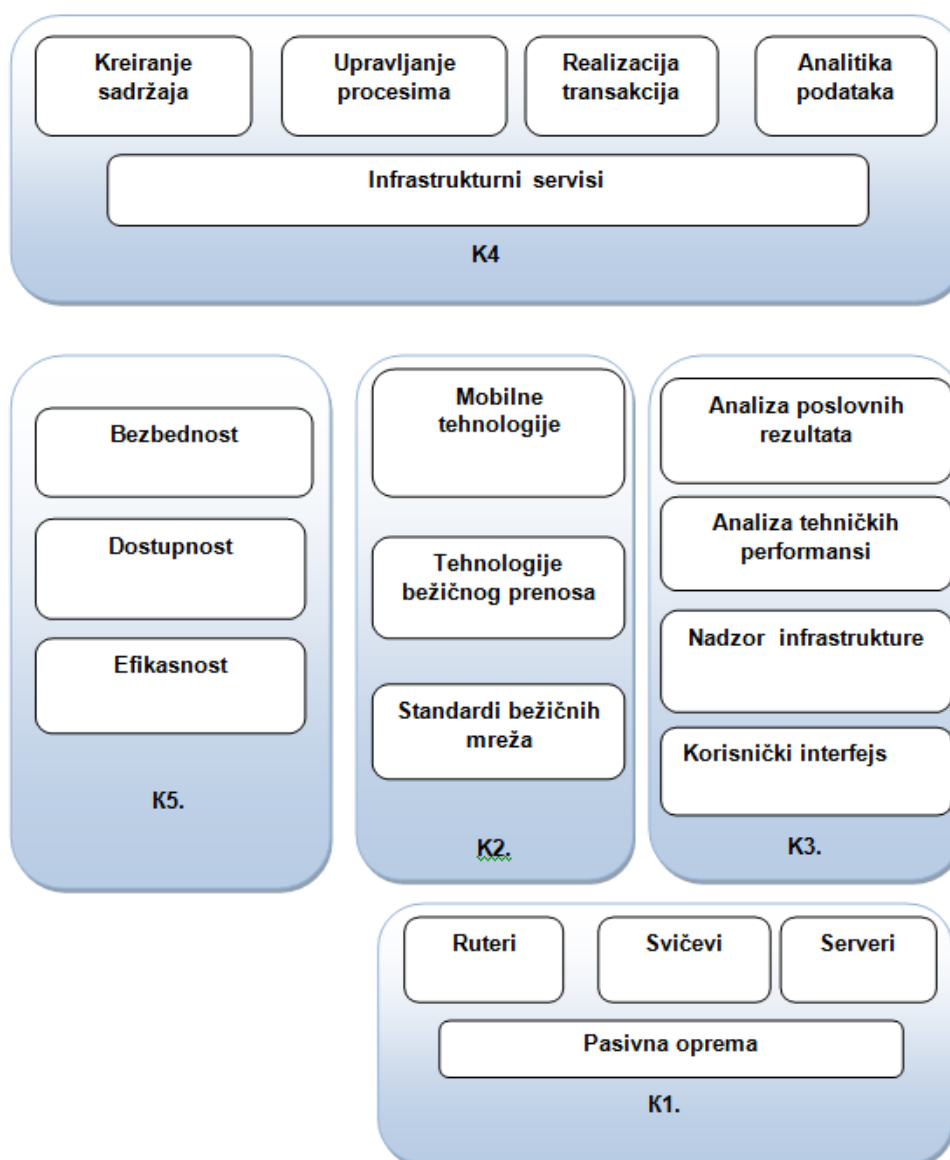 Kreiranje
sadržaja
Upravljanje
procesima
Realizacija
transakcija
Analitika
podataka
Infrastrukturni servisi
K4
Bezbednost
Dostupnost
Efikasnost
K5.
Mobilne
tehnologije
Tehnologije
bežičnog prenosa
Standardi bežičnih
mreža
K2.
Analiza poslovnih
rezultata
Analiza tehničkih
performansi
Nadzor infrastrukture
Korisnički interfejs
K3.
Ruteri
Svičevi
Serveri
Pasivna oprema
K1.